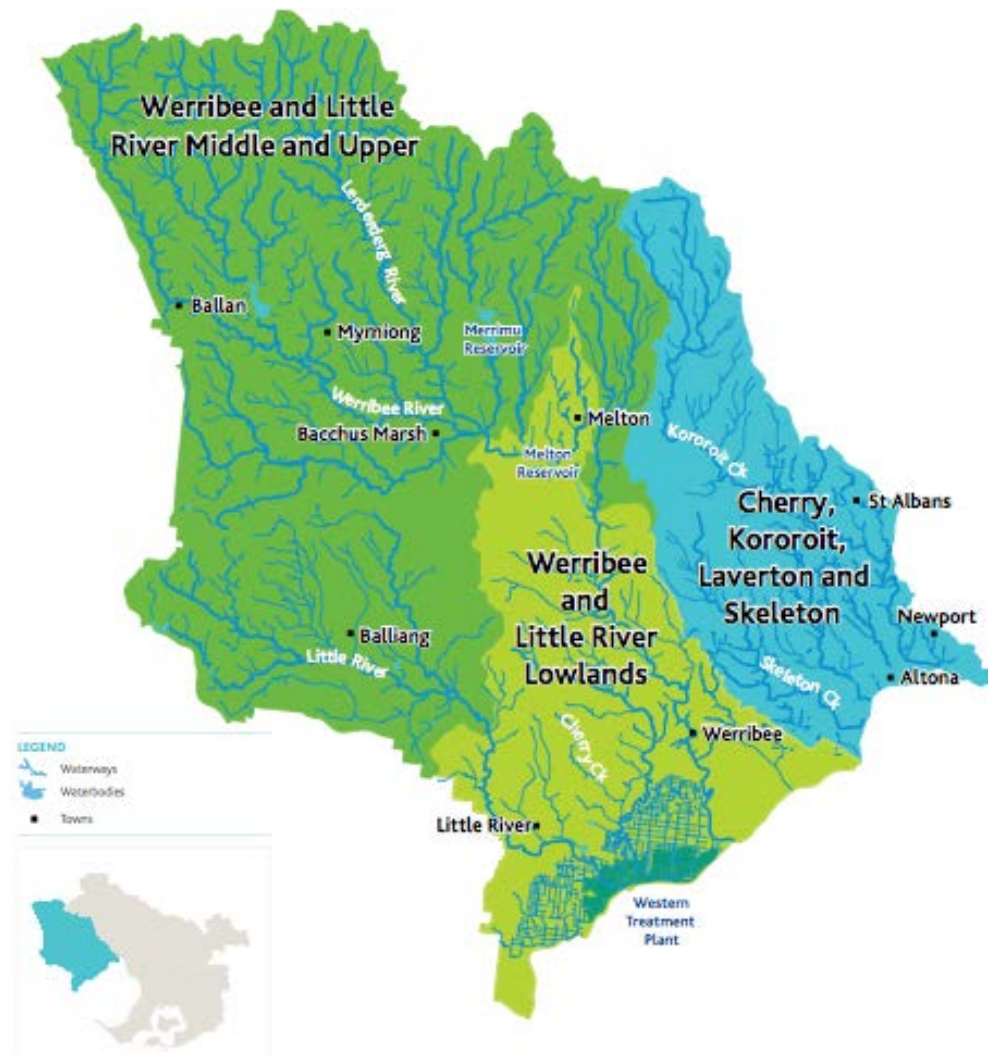 Werribee and Little
River Middle and Upper
Lerderderg River
Ballan
Myrniong
Merrimu
Reservoir
Werribee River
Bacchus Marsh
Melton
Melton
Reservoir
Kororoit Ck
St Albans
Cherry,
Kororoit,
Laverton and
Skeleton
Werribee
and
Little River
Lowlands
Newport
Balliang
Little River
Skeleton Ck
Altona
Cherry Ck
Werribee
LEGEND
Waterways
Waterbodies
Towns
Little River
Western
Treatment
Plant